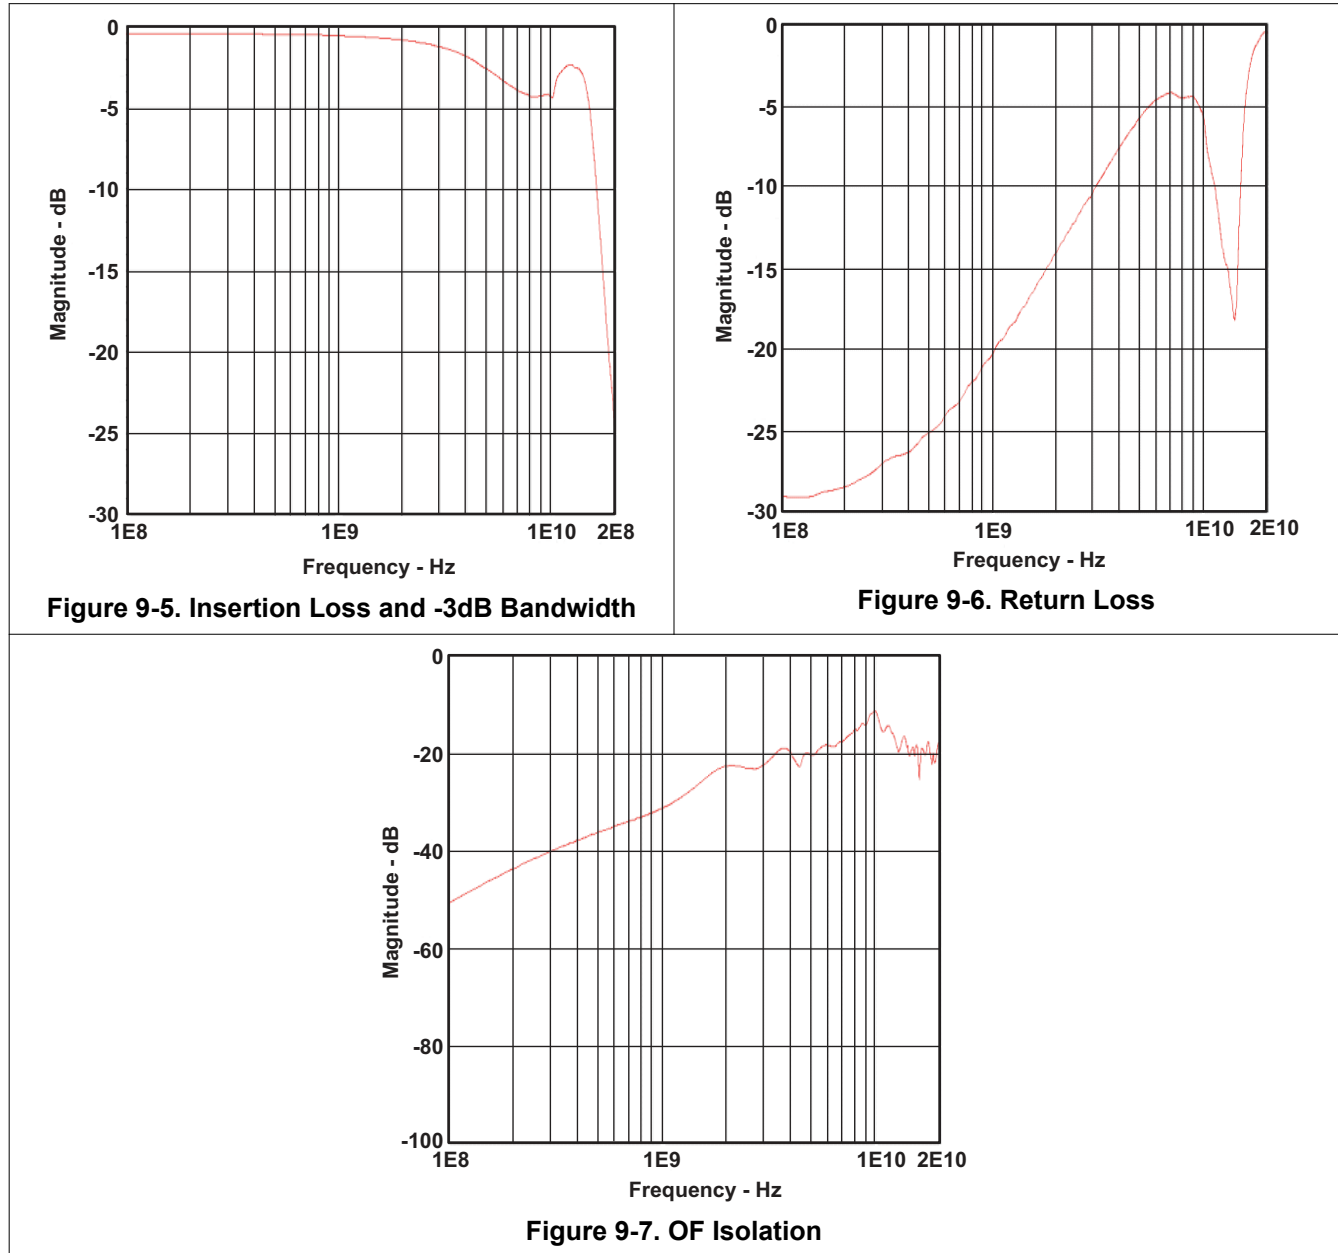 0
-5
-10
-15
-20
-25
-30
Magnitude - dB
1E8
1E9
1E10
2E8
Frequency - Hz
Figure 9-5. Insertion Loss and -3dB Bandwidth
0
-5
-10
-15
-20
-25
-30
Magnitude - dB
1E8
1E9
1E10
2E10
Frequency - Hz
Figure 9-6. Return Loss
0
-20
-40
-60
-80
-100
Magnitude - dB
1E8
1E9
1E10
2E10
Frequency - Hz
Figure 9-7. OF Isolation